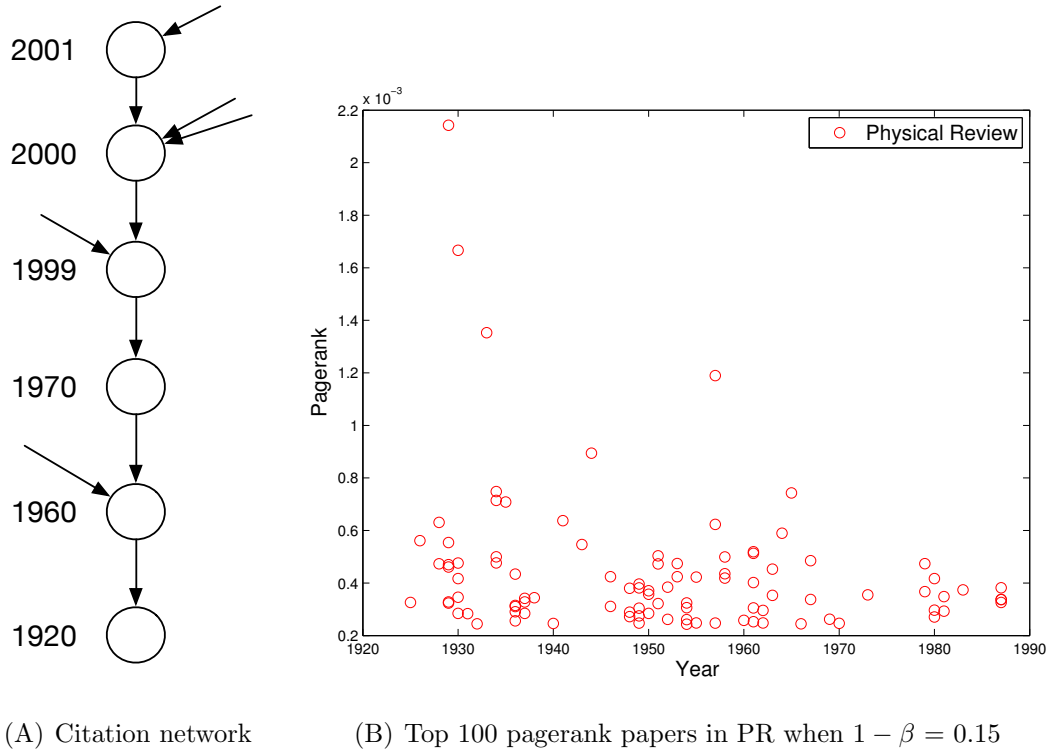 2001
2000
1999
1970
1960
1920
x 10^-3
2.2
2
1.8
1.6
1.4
1.2
1
0.8
0.6
0.4
0.2
Pagerank
Physical Review
1920 1930 1940 1950 1960 1970 1980 1990
Year
(A) Citation network
(B) Top 100 pagerank papers in PR when 1 − β = 0.15